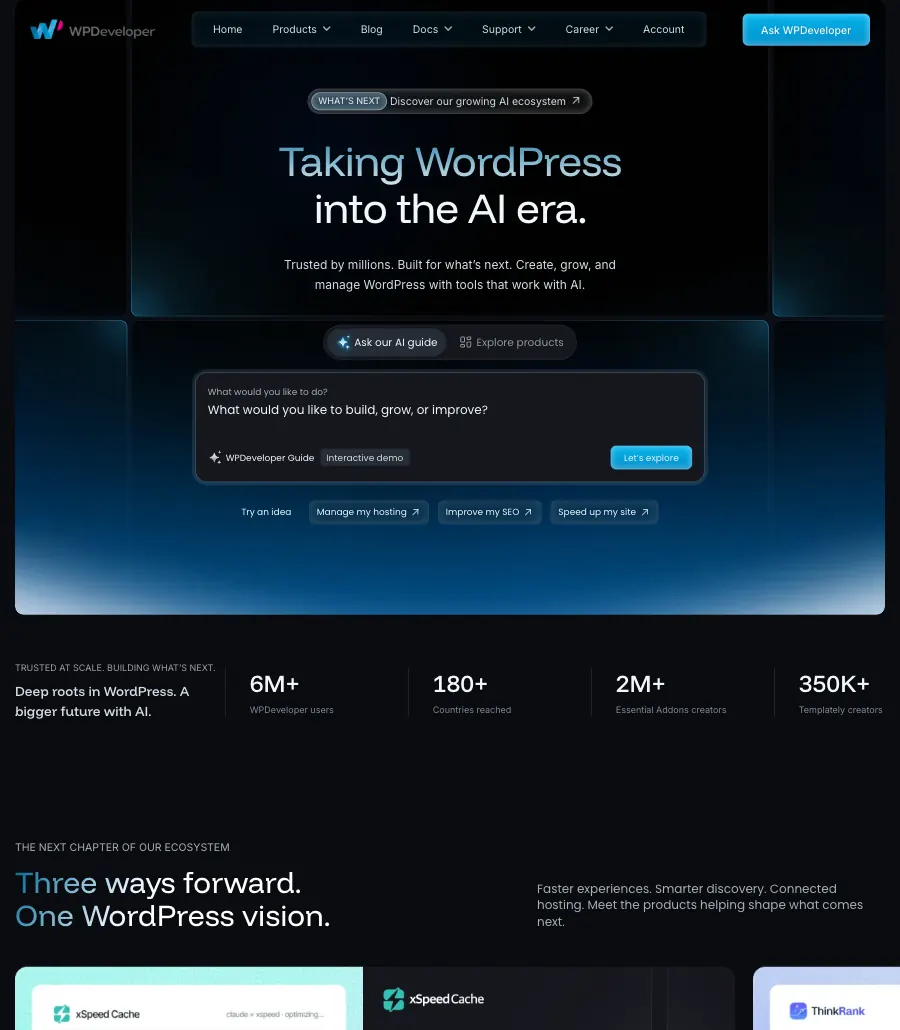 WPDeveloper
Home Products Blog Docs Support Career Account
Ask WPDeveloper
WHAT'S NEXT Discover our growing AI ecosystem
Taking WordPress
into the AI era.
Trusted by millions. Built for what's next. Create, grow, and
manage WordPress with tools that work with AI.
Ask our AI guide Explore products
What would you like to do?
What would you like to build, grow, or improve?
WPDeveloper Guide Interactive demo
Let's explore
Try an idea Manage my hosting Improve my SEO Speed up my site
TRUSTED AT SCALE. BUILDING WHAT'S NEXT.
Deep roots in WordPress. A
bigger future with AI.
6M+
WPDeveloper users
180+
Countries reached
2M+
Essential Addons creators
350K+
Templately creators
THE NEXT CHAPTER OF OUR ECOSYSTEM
Three ways forward.
One WordPress vision.
Faster experiences. Smarter discovery. Connected
hosting. Meet the products helping shape what comes
next.
xSpeed Cache
claude × xspeed · optimizing...
xSpeed Cache
ThinkRank